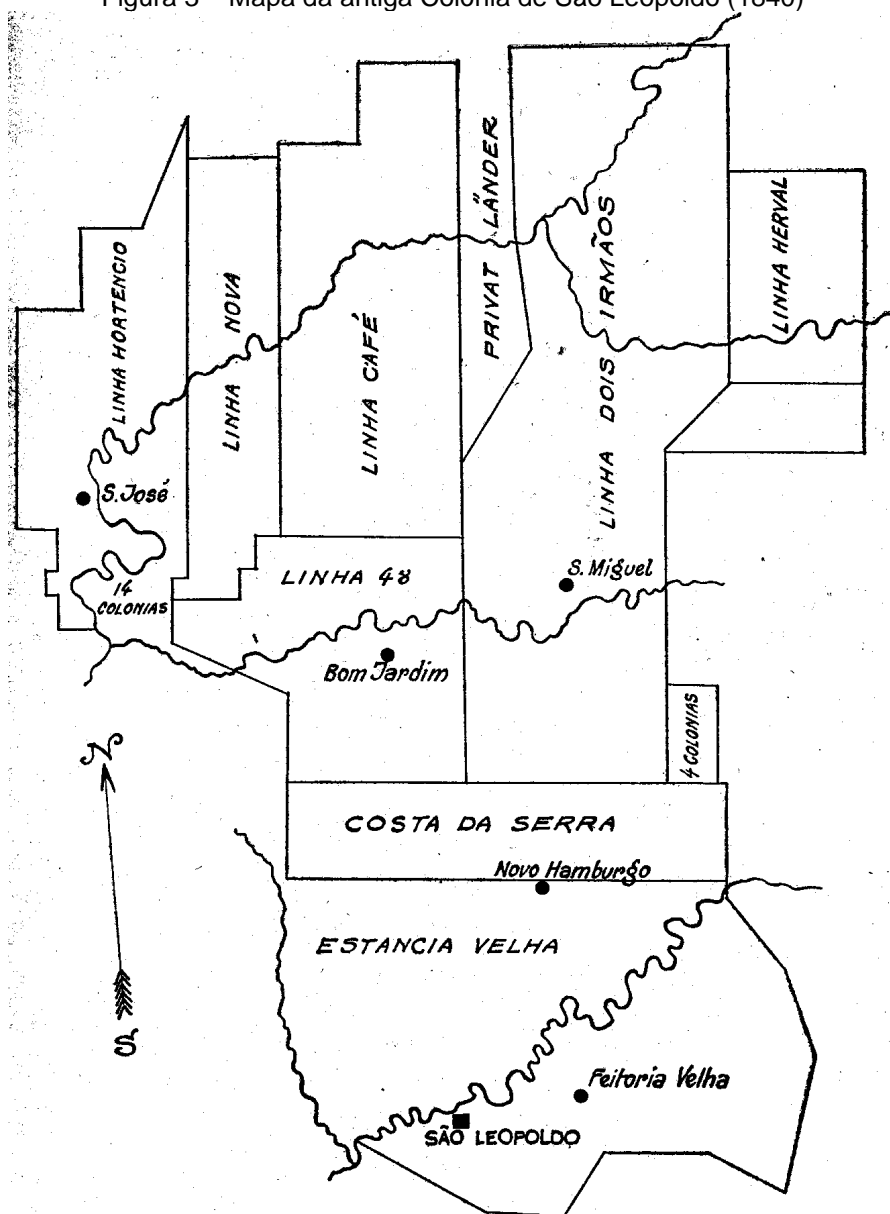 Figura 3 – Mapa da antiga Colônia de São Leopoldo (1840)
PRIVAT LÄNDER
LINHA HORTENCIO
LINHA NOVA
LINHA CAFÉ
LINHA DOIS IRMÃOS
LINHA HERVAL
S. José
14
COLONIAS
LINHA 48
S. Miguel
Bom Jardim
4 COLONIAS
N
S
COSTA DA SERRA
Novo Hamburgo
ESTANCIA VELHA
Feitoria Velha
SÃO LEOPOLDO